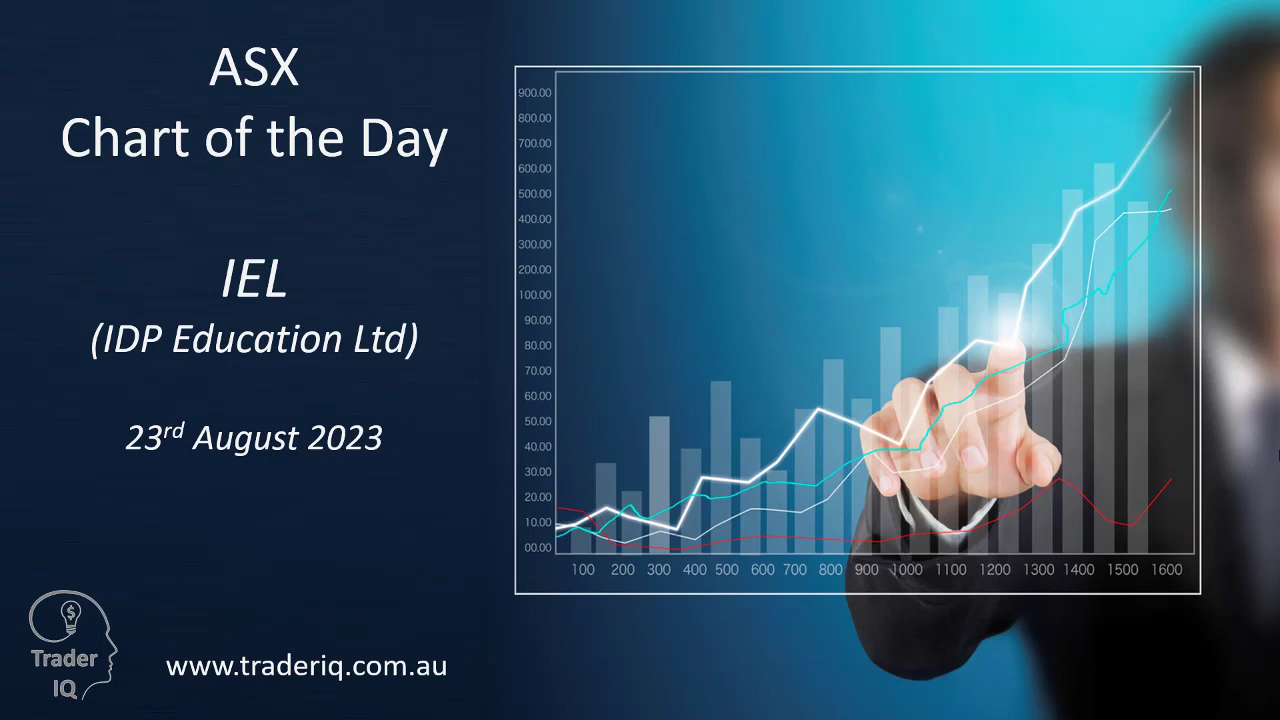 ASX
Chart of the Day
IEL
(IDP Education Ltd)
23rd August 2023
Trader
IQ
$
www.traderiq.com.au
900.00
800.00
700.00
600.00
500.00
400.00
300.00
200.00
100.00
90.00
80.00
70.00
60.00
50.00
40.00
30.00
20.00
10.00
00.00
100 200 300 400 500 600 700 800 900 1000 1100 1200 1300 1400 1500 1600